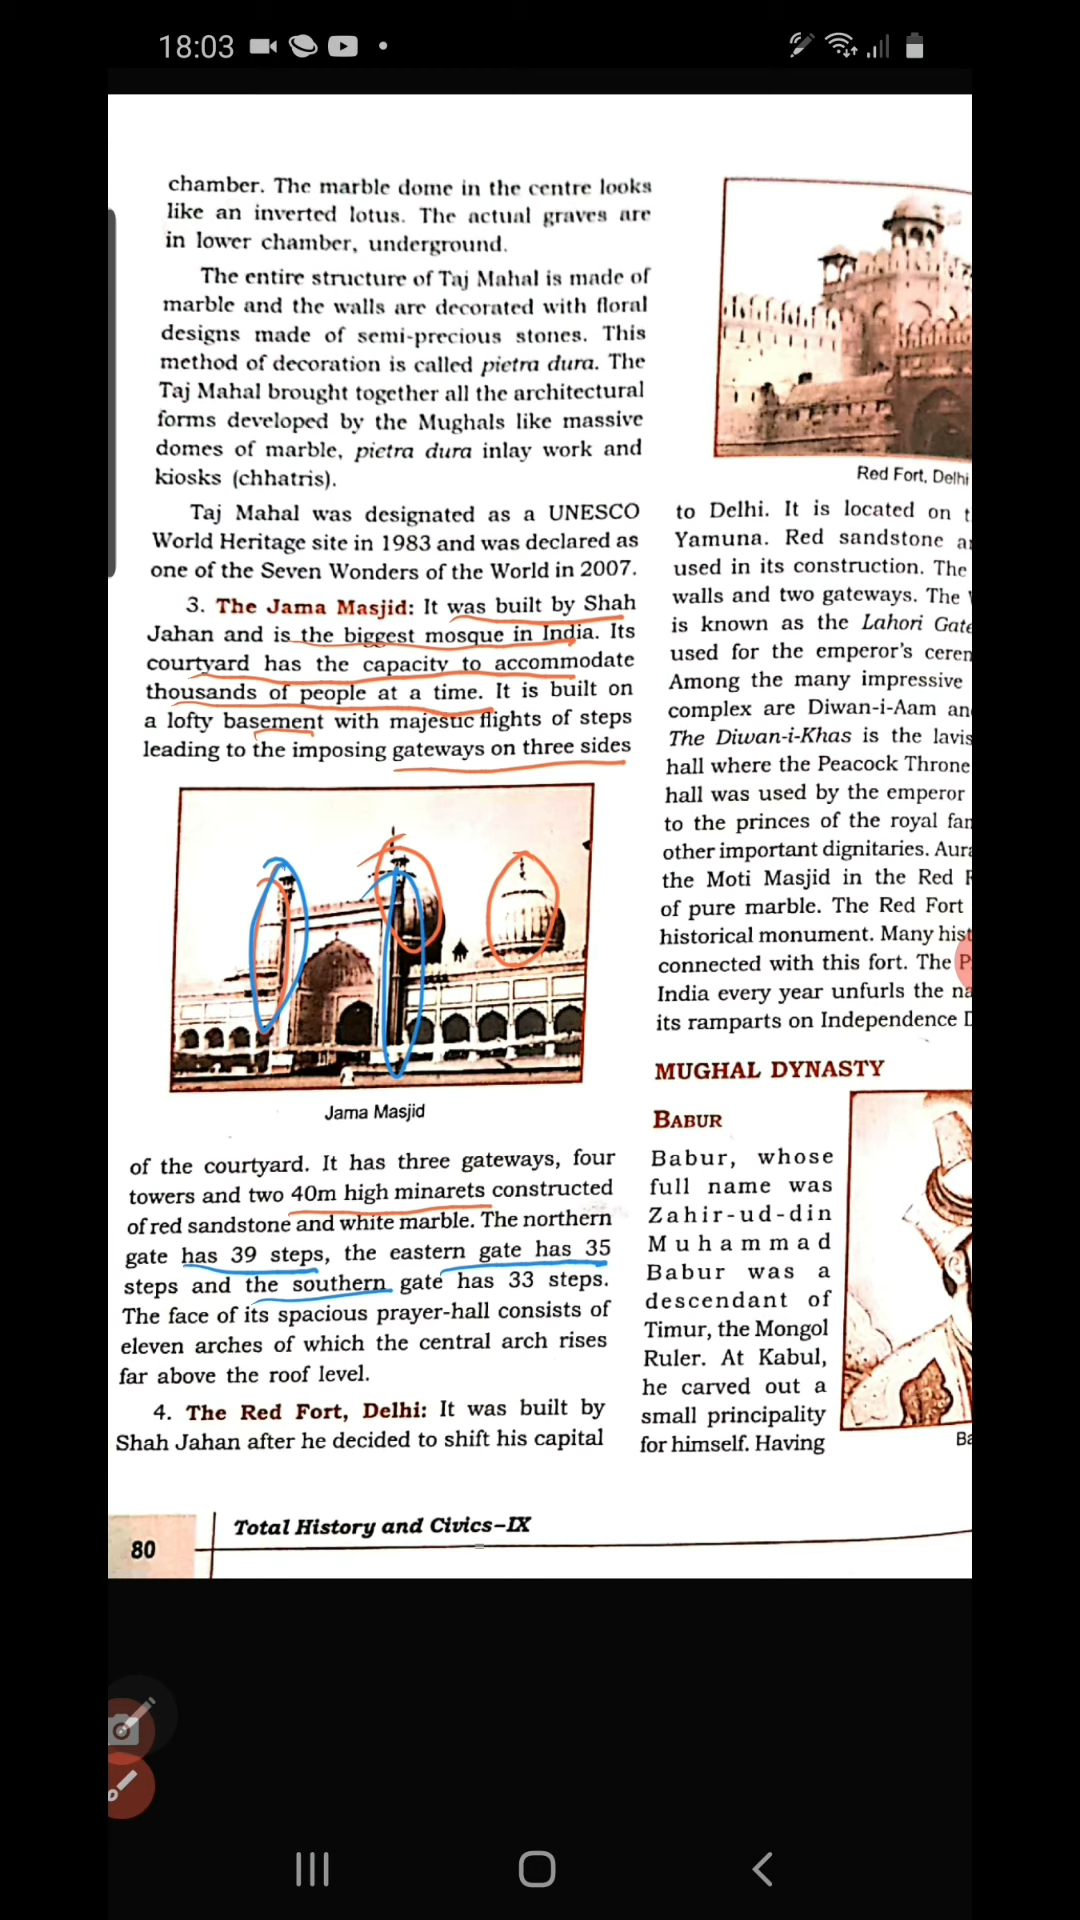 18:03
chamber. The marble dome in the centre looks
like an inverted lotus. The actual graves are
in lower chamber, underground.
The entire structure of Taj Mahal is made of
marble and the walls are decorated with floral
designs made of semi-precious stones. This
method of decoration is called pietra dura. The
Taj Mahal brought together all the architectural
forms developed by the Mughals like massive
domes of marble, pietra dura inlay work and
kiosks (chhatris).
Taj Mahal was designated as a UNESCO
World Heritage site in 1983 and was declared as
one of the Seven Wonders of the World in 2007.
3. The Jama Masjid: It was built by Shah
Jahan and is the biggest mosque in India. Its
courtyard has the capacity to accommodate
thousands of people at a time. It is built on
a lofty basement with majestic flights of steps
leading to the imposing gateways on three sides
Jama Masjid
of the courtyard. It has three gateways, four
towers and two 40m high minarets constructed
of red sandstone and white marble. The northern
gate has 39 steps, the eastern gate has 35
steps and the southern gate has 33 steps.
The face of its spacious prayer-hall consists of
eleven arches of which the central arch rises
far above the roof level.
4. The Red Fort, Delhi: It was built by
Shah Jahan after he decided to shift his capital
Red Fort, Delhi
to Delhi. It is located on
Yamuna. Red sandstone
used in its construction. The
walls and two gateways. The
is known as the Lahori Gate
used for the emperor's
Among the many impressive
complex are Diwan-i-Aam
The Diwan-i-Khas is the
hall where the Peacock Throne
hall was used by the emperor
to the princes of the royal
other important dignitaries.
the Moti Masjid in the Red
of pure marble. The Red Fort
historical monument. Many
connected with this fort. The
India every year unfurls the
its ramparts on Independence
MUGHAL DYNASTY
BABUR
Babur, whose
full name was
Zahir-ud-din
Muhammad
Babur was a
descendant of
Timur, the Mongol
Ruler. At Kabul,
he carved out a
small principality
for himself. Having
80
Total History and Civics-IX